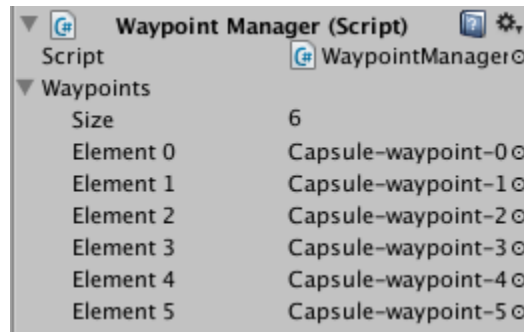 Waypoint Manager (Script)
Script WaypointManager
Waypoints
Size 6
Element 0 Capsule-waypoint-0
Element 1 Capsule-waypoint-1
Element 2 Capsule-waypoint-2
Element 3 Capsule-waypoint-3
Element 4 Capsule-waypoint-4
Element 5 Capsule-waypoint-5